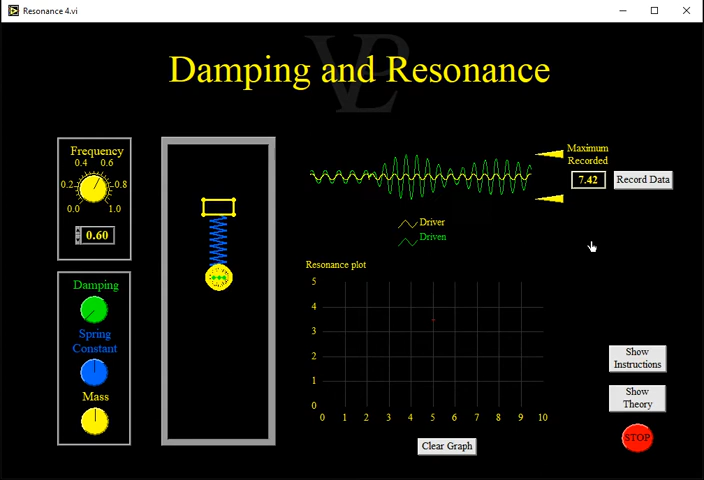 Resonance 4.vi
Damping and Resonance
VPL
Frequency
0.4 0.6
0.2 0.8
0.0 1.0
0.60
Damping
Spring
Constant
Mass
Maximum
Recorded
7.42
Record Data
Driver
Driven
Resonance plot
5
4
3
2
1
0
0 1 2 3 4 5 6 7 8 9 10
Clear Graph
Show
Instructions
Show
Theory
STOP